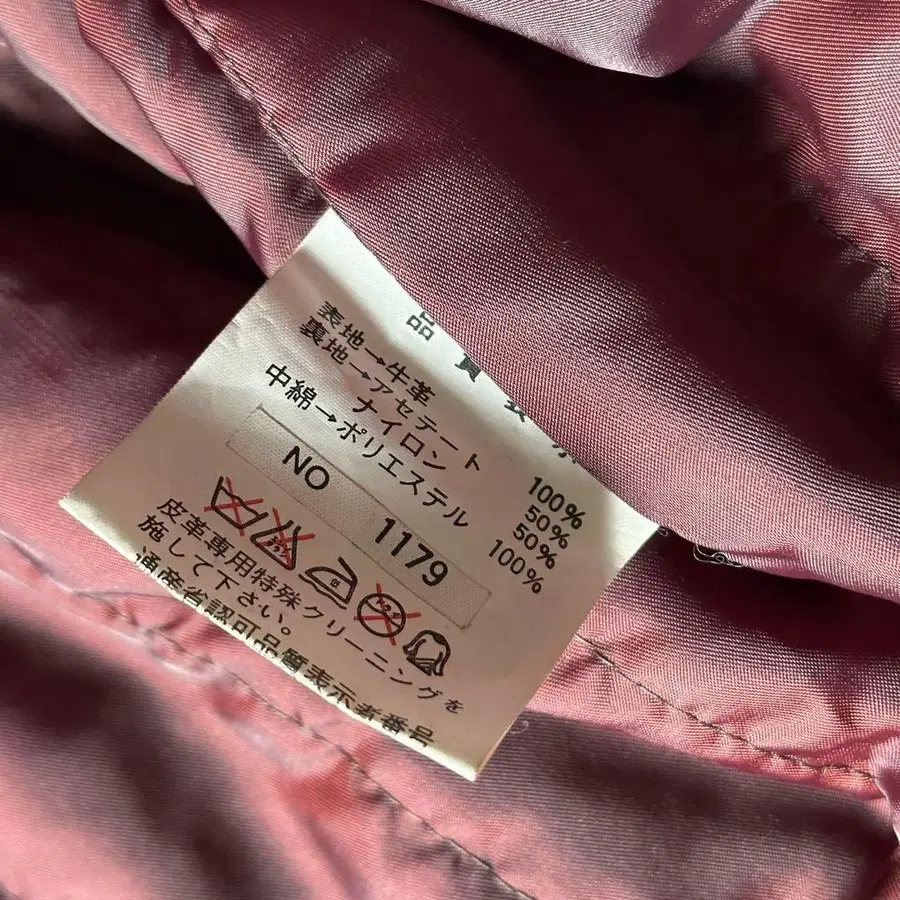 品質表示
表地→牛革 100%
裏地→アセテート 50%
ナイロン 50%
中綿→ポリエステル 100%
NO 1179
皮革専用特殊クリーニングを
施して下さい。
通産省認可品質表示者番号